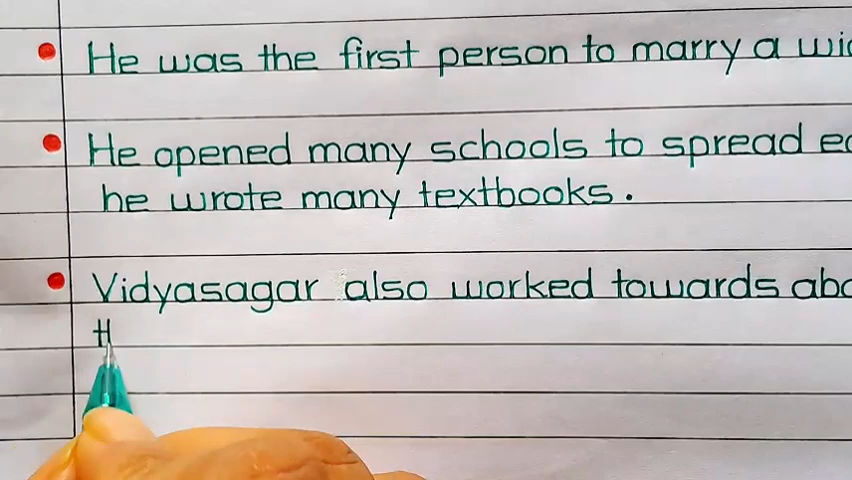 He was the first person to marry a
He opened many schools to spread
he wrote many textbooks.
Vidyasagar also worked towards